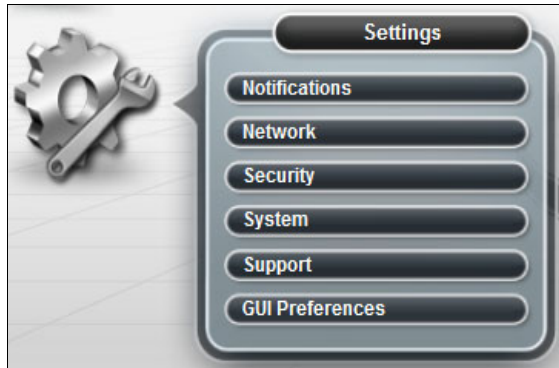 Settings
Notifications
Network
Security
System
Support
GUI Preferences